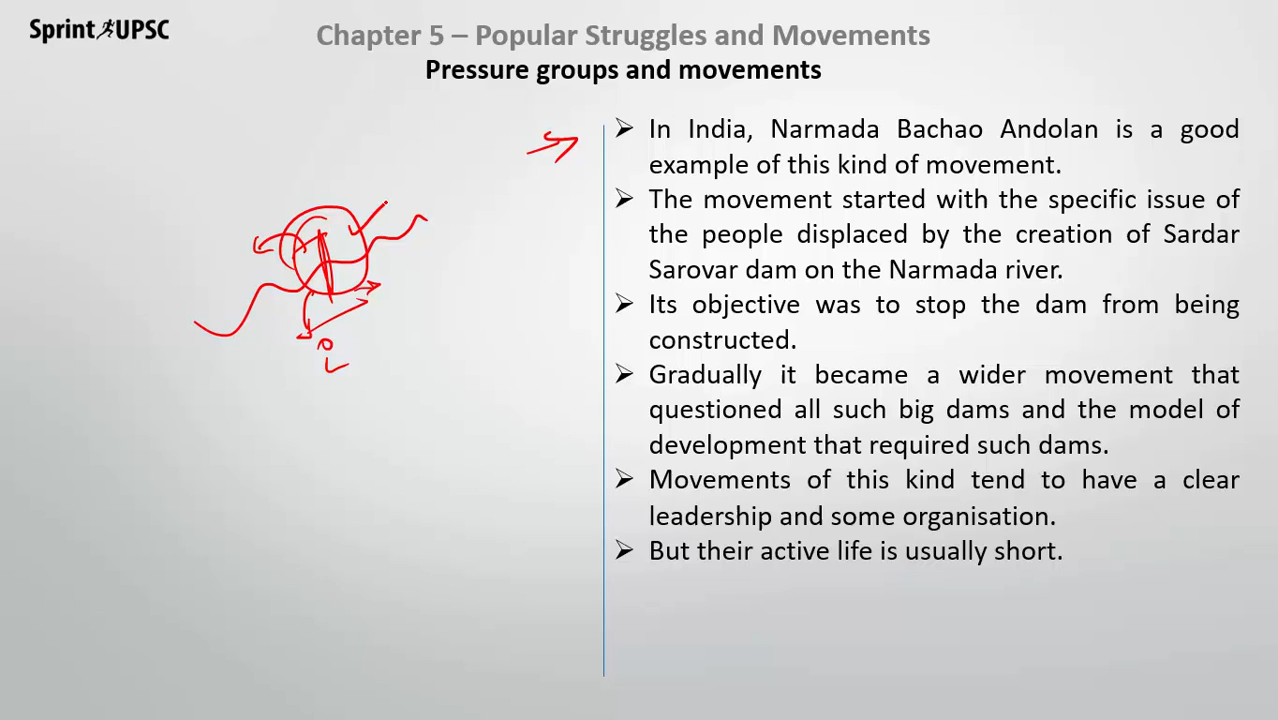 Sprint UPSC
Chapter 5 – Popular Struggles and Movements
Pressure groups and movements
➢ In India, Narmada Bachao Andolan is a good
example of this kind of movement.
➢ The movement started with the specific issue of
the people displaced by the creation of Sardar
Sarovar dam on the Narmada river.
➢ Its objective was to stop the dam from being
constructed.
➢ Gradually it became a wider movement that
questioned all such big dams and the model of
development that required such dams.
➢ Movements of this kind tend to have a clear
leadership and some organisation.
➢ But their active life is usually short.